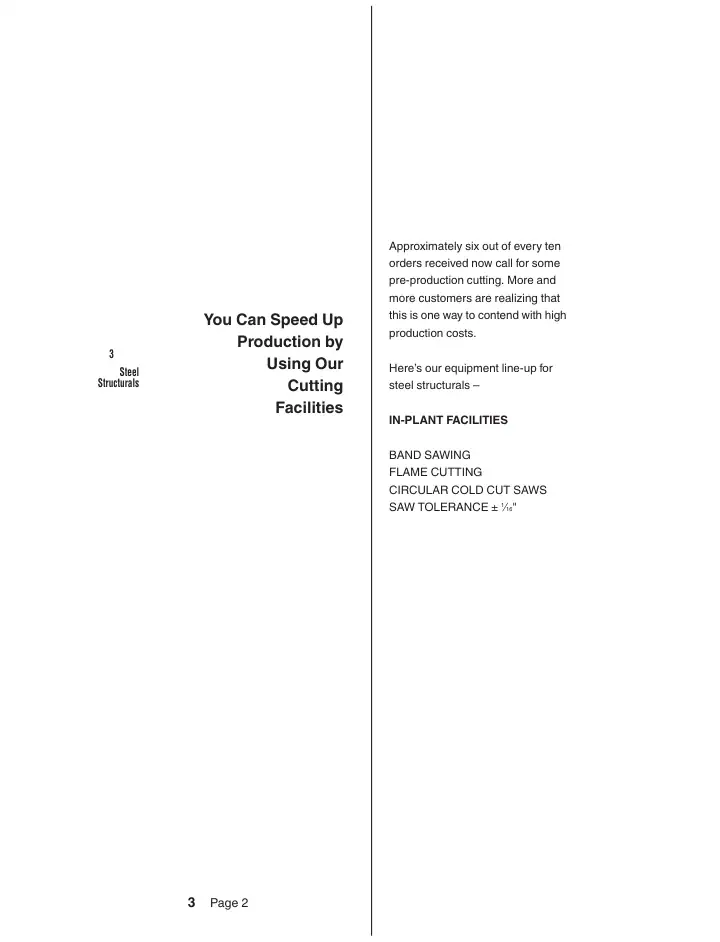 3
Steel
Structurals
You Can Speed Up
Production by
Using Our
Cutting
Facilities
Approximately six out of every ten
orders received now call for some
pre-production cutting. More and
more customers are realizing that
this is one way to contend with high
production costs.
Here's our equipment line-up for
steel structurals –
IN-PLANT FACILITIES
BAND SAWING
FLAME CUTTING
CIRCULAR COLD CUT SAWS
SAW TOLERANCE ± 1⁄16"
3 Page 2